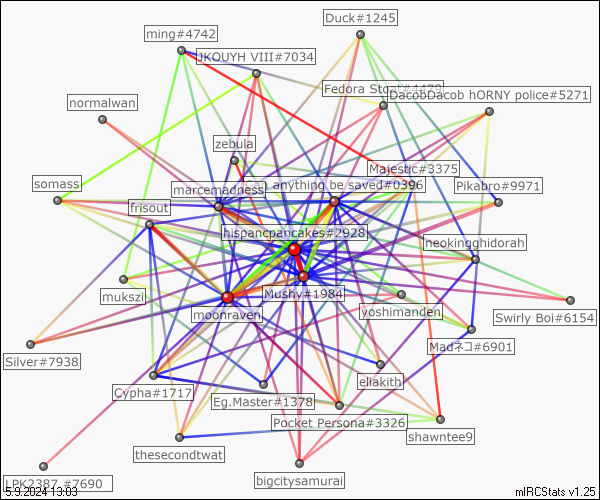 Duck#1245
ming#4742
JKOUYH VIII#7034
Fedora Stoat#4479
DacobDacob hORNY police#5271
normalwan
zebula
Majestic#3375
somass
marcemadness
anything be saved#0396
Pikabro#9971
frisout
hispancpancakes#2928
neokingghidorah
mukszi
Mushy#1984
moonraven
yoshimanden
Swirly Boi#6154
Madネコ#6901
Silver#7938
eliakith
Cypha#1717
Eg.Master#1378
Pocket Persona#3326
shawntee9
thesecondtwat
bigcitysamurai
LPK2387 #7690
5.9.2024 13:03
mIRCStats v1.25